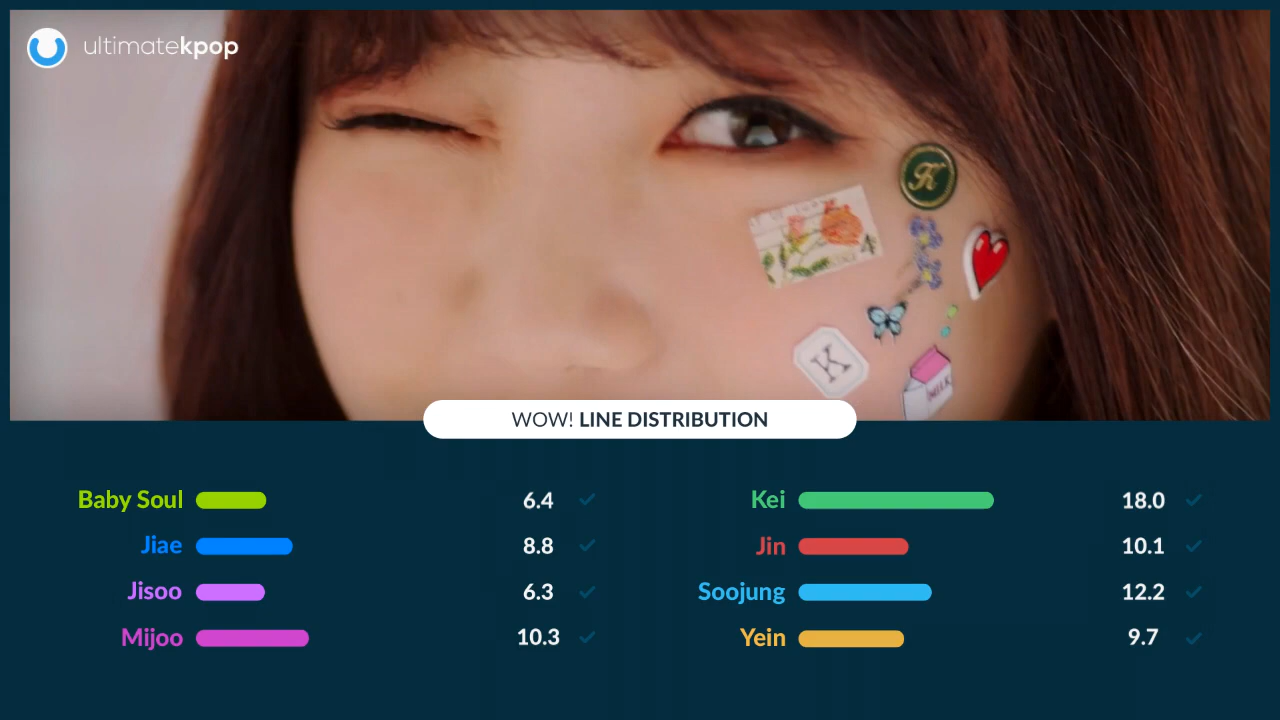 ultimatekpop
K
K
MILK
WOW! LINE DISTRIBUTION
Baby Soul 6.4
Jiae 8.8
Jisoo 6.3
Mijoo 10.3
Kei 18.0
Jin 10.1
Soojung 12.2
Yein 9.7